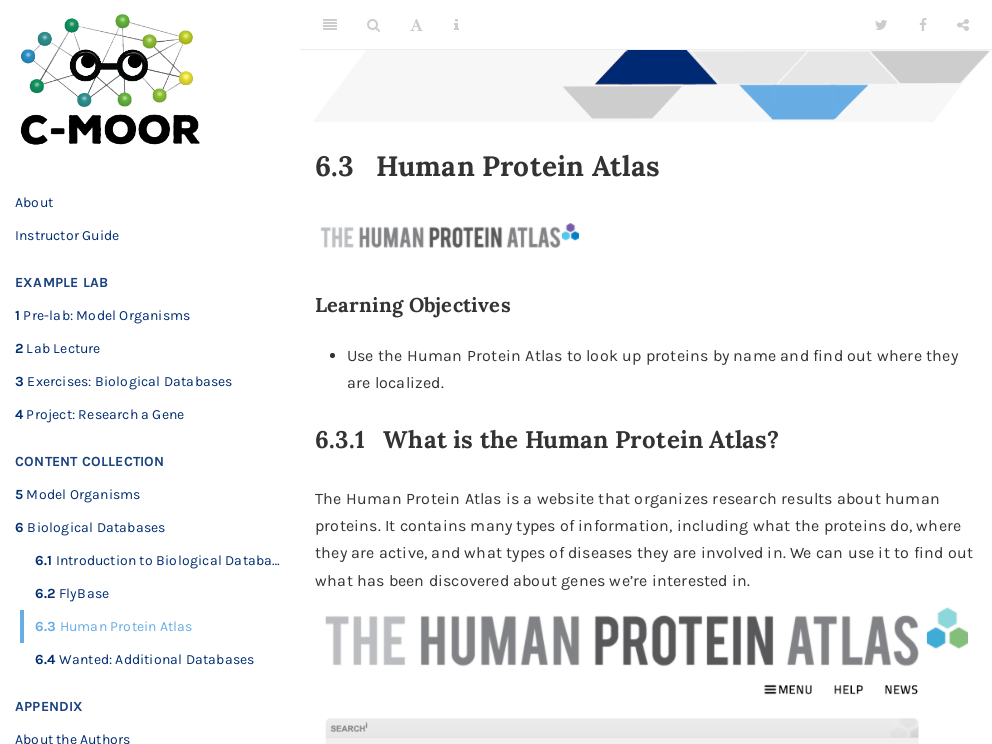 C-MOOR
About
Instructor Guide
EXAMPLE LAB
1 Pre-lab: Model Organisms
2 Lab Lecture
3 Exercises: Biological Databases
4 Project: Research a Gene
CONTENT COLLECTION
5 Model Organisms
6 Biological Databases
6.1 Introduction to Biological Databa...
6.2 FlyBase
6.3 Human Protein Atlas
6.4 Wanted: Additional Databases
APPENDIX
About the Authors
A
i
6.3 Human Protein Atlas
THE HUMAN PROTEIN ATLAS
Learning Objectives
• Use the Human Protein Atlas to look up proteins by name and find out where they
are localized.
6.3.1 What is the Human Protein Atlas?
The Human Protein Atlas is a website that organizes research results about human
proteins. It contains many types of information, including what the proteins do, where
they are active, and what types of diseases they are involved in. We can use it to find out
what has been discovered about genes we’re interested in.
THE HUMAN PROTEIN ATLAS
MENU HELP NEWS
SEARCHⁱ